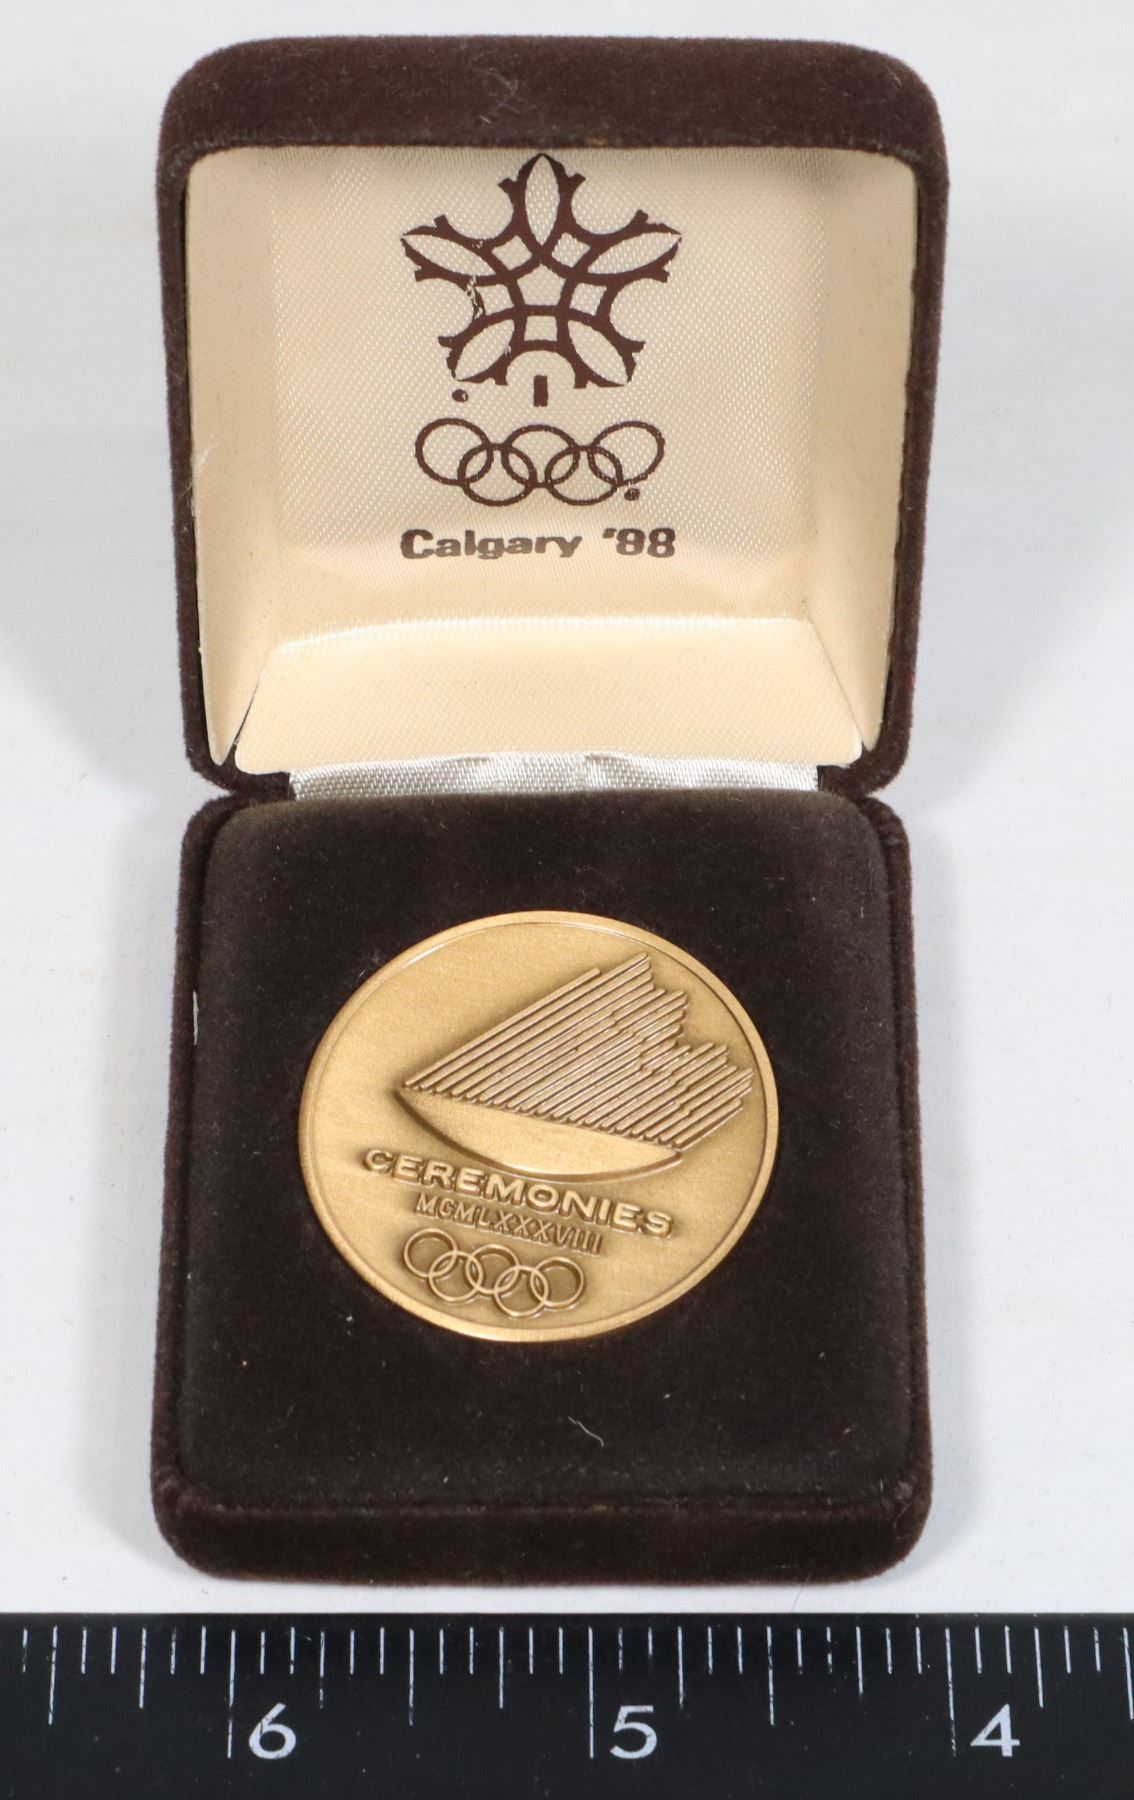 Calgary '88
CEREMONIES
MCMLXXXVIII
6 5 4